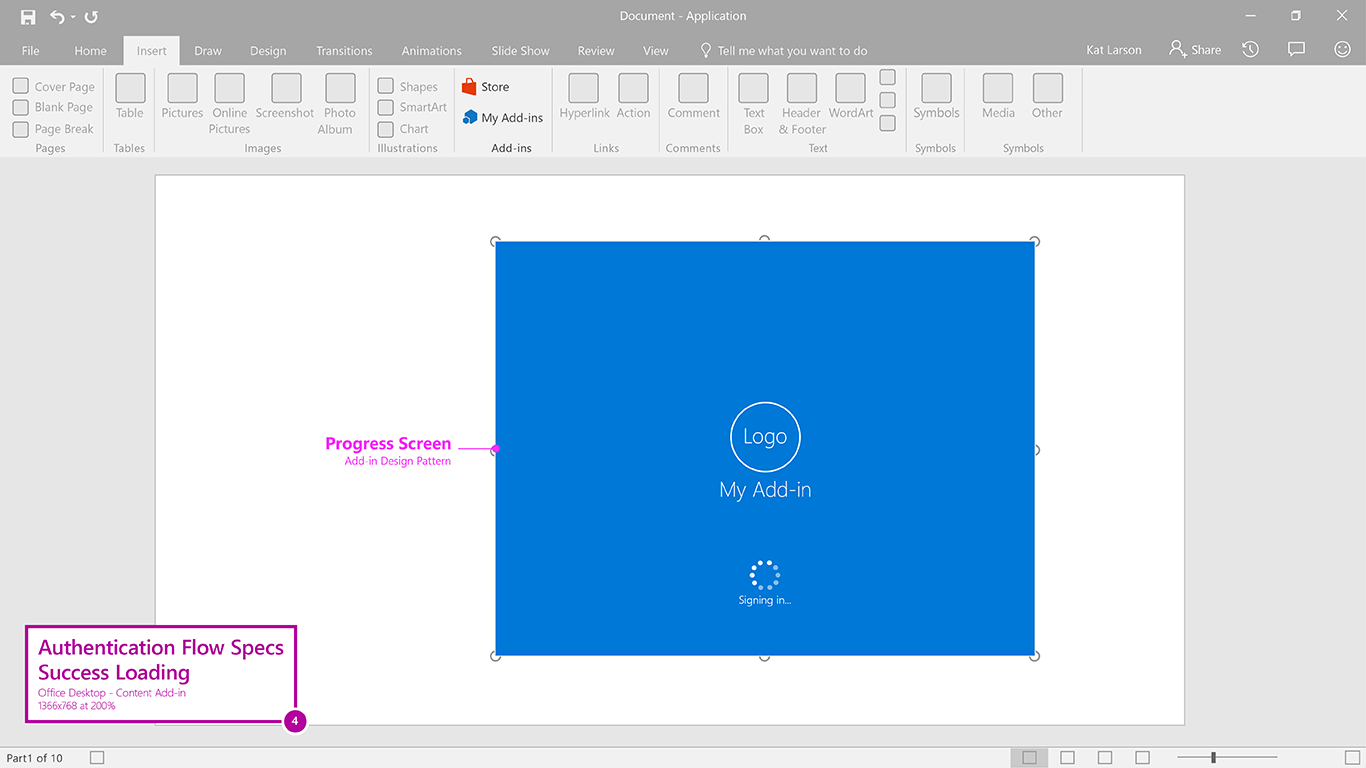 Document - Application
File Home Insert Draw Design Transitions Animations Slide Show Review View Tell me what you want to do Kat Larson Share
Cover Page
Blank Page
Page Break
Pages
Table
Tables
Pictures
Online
Pictures
Screenshot
Photo
Album
Images
Shapes
SmartArt
Chart
Illustrations
Store
My Add-ins
Add-ins
Hyperlink
Action
Links
Comment
Comments
Text
Box
Header
& Footer
WordArt
Text
Symbols
Symbols
Media
Other
Symbols
Progress Screen
Add-in Design Pattern
Logo
My Add-in
Signing in...
Authentication Flow Specs
Success Loading
Office Desktop - Content Add-in
1366x768 at 200%
4
Part1 of 10